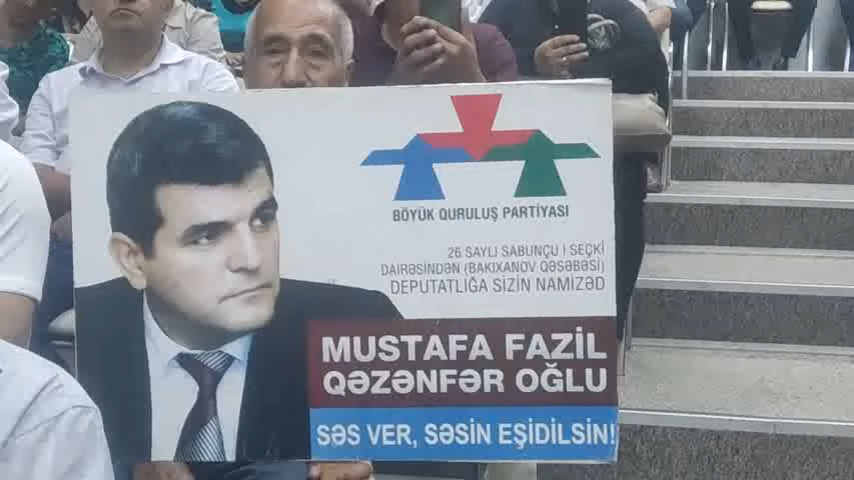 BÖYÜK QURULUŞ PARTİYASI
26 SAYLI SABUNÇU I SEÇKİ
DAİRƏSİNDƏN (BAKIXANOV QƏSƏBƏSİ)
DEPUTATLIĞA SİZİN NAMİZƏD
MUSTAFA FAZİL
QƏZƏNFƏR OĞLU
SƏS VER, SƏSİN EŞİDİLSİN!